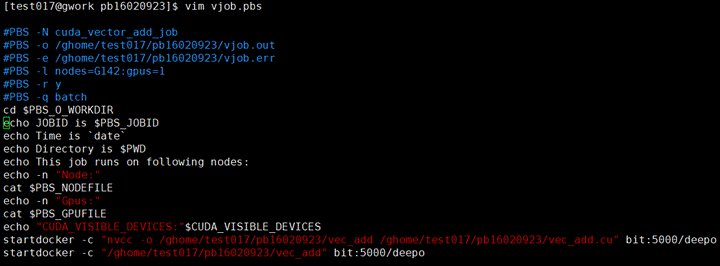 [test017@gwork pb16020923]$ vim vjob.pbs
#PBS -N cuda_vector_add_job
#PBS -o /ghome/test017/pb16020923/vjob.out
#PBS -e /ghome/test017/pb16020923/vjob.err
#PBS -l nodes=G142:gpus=1
#PBS -r y
#PBS -q batch
cd $PBS_O_WORKDIR
echo JOBID is $PBS_JOBID
echo Time is `date`
echo Directory is $PWD
echo This job runs on following nodes:
echo -n "Node:"
cat $PBS_NODEFILE
echo -n "Gpus:"
cat $PBS_GPUFILE
echo "CUDA_VISIBLE_DEVICES:"$CUDA_VISIBLE_DEVICES
startdocker -c "nvcc -o /ghome/test017/pb16020923/vec_add /ghome/test017/pb16020923/vec_add.cu" bit:5000/deepo
startdocker -c "/ghome/test017/pb16020923/vec_add" bit:5000/deepo